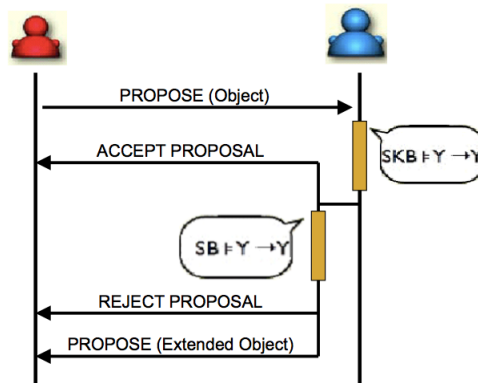 PROPOSE (Object)
SKB ⊧ Y → Y
ACCEPT PROPOSAL
SB ⊧ Y → Y
REJECT PROPOSAL
PROPOSE (Extended Object)